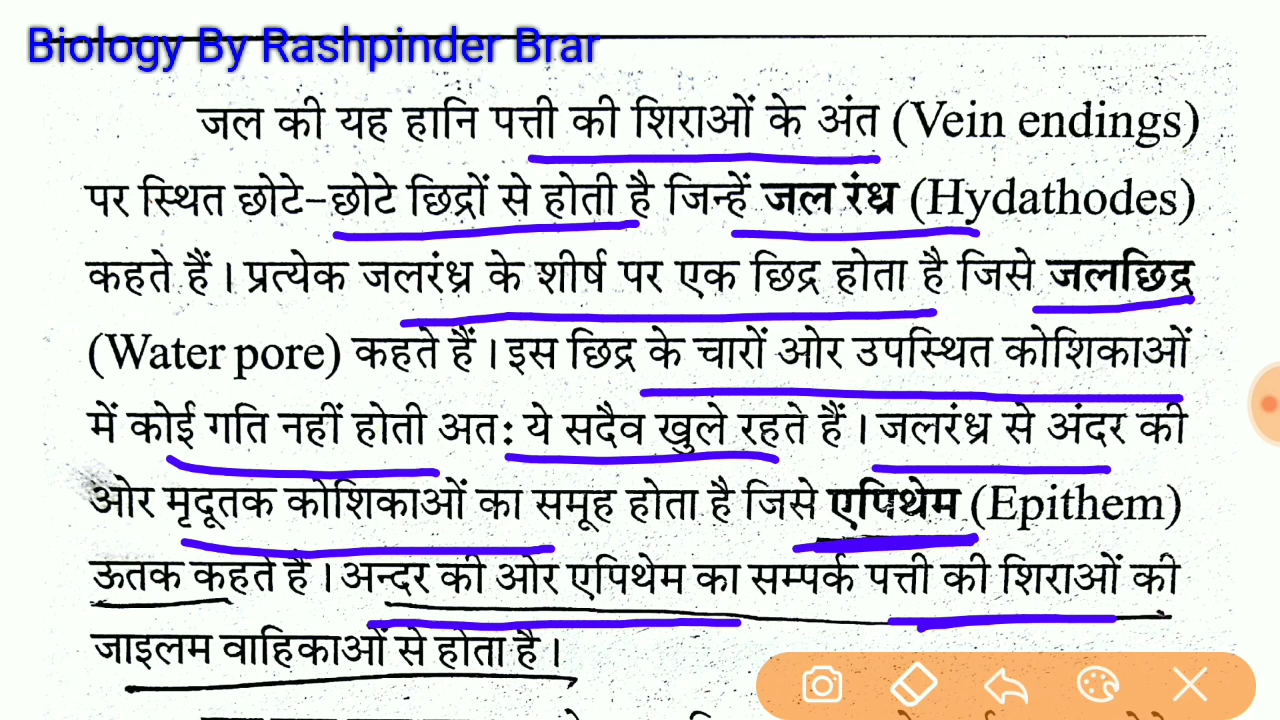 Biology By Rashpinder Brar
जल की यह हानि पत्ती की शिराओं के अंत (Vein endings)
पर स्थित छोटे-छोटे छिद्रों से होती है जिन्हें जल रंध्र (Hydathodes)
कहते हैं। प्रत्येक जलरंध्र के शीर्ष पर एक छिद्र होता है जिसे जलछिद्र
(Water pore) कहते हैं। इस छिद्र के चारों ओर उपस्थित कोशिकाओं
में कोई गति नहीं होती अतः ये सदैव खुले रहते हैं। जलरंध्र से अंदर की
ओर मृदूतक कोशिकाओं का समूह होता है जिसे एपिथेम (Epithem)
ऊतक कहते हैं। अन्दर की ओर एपिथेम का सम्पर्क पत्ती की शिराओं की
जाइलम वाहिकाओं से होता है।